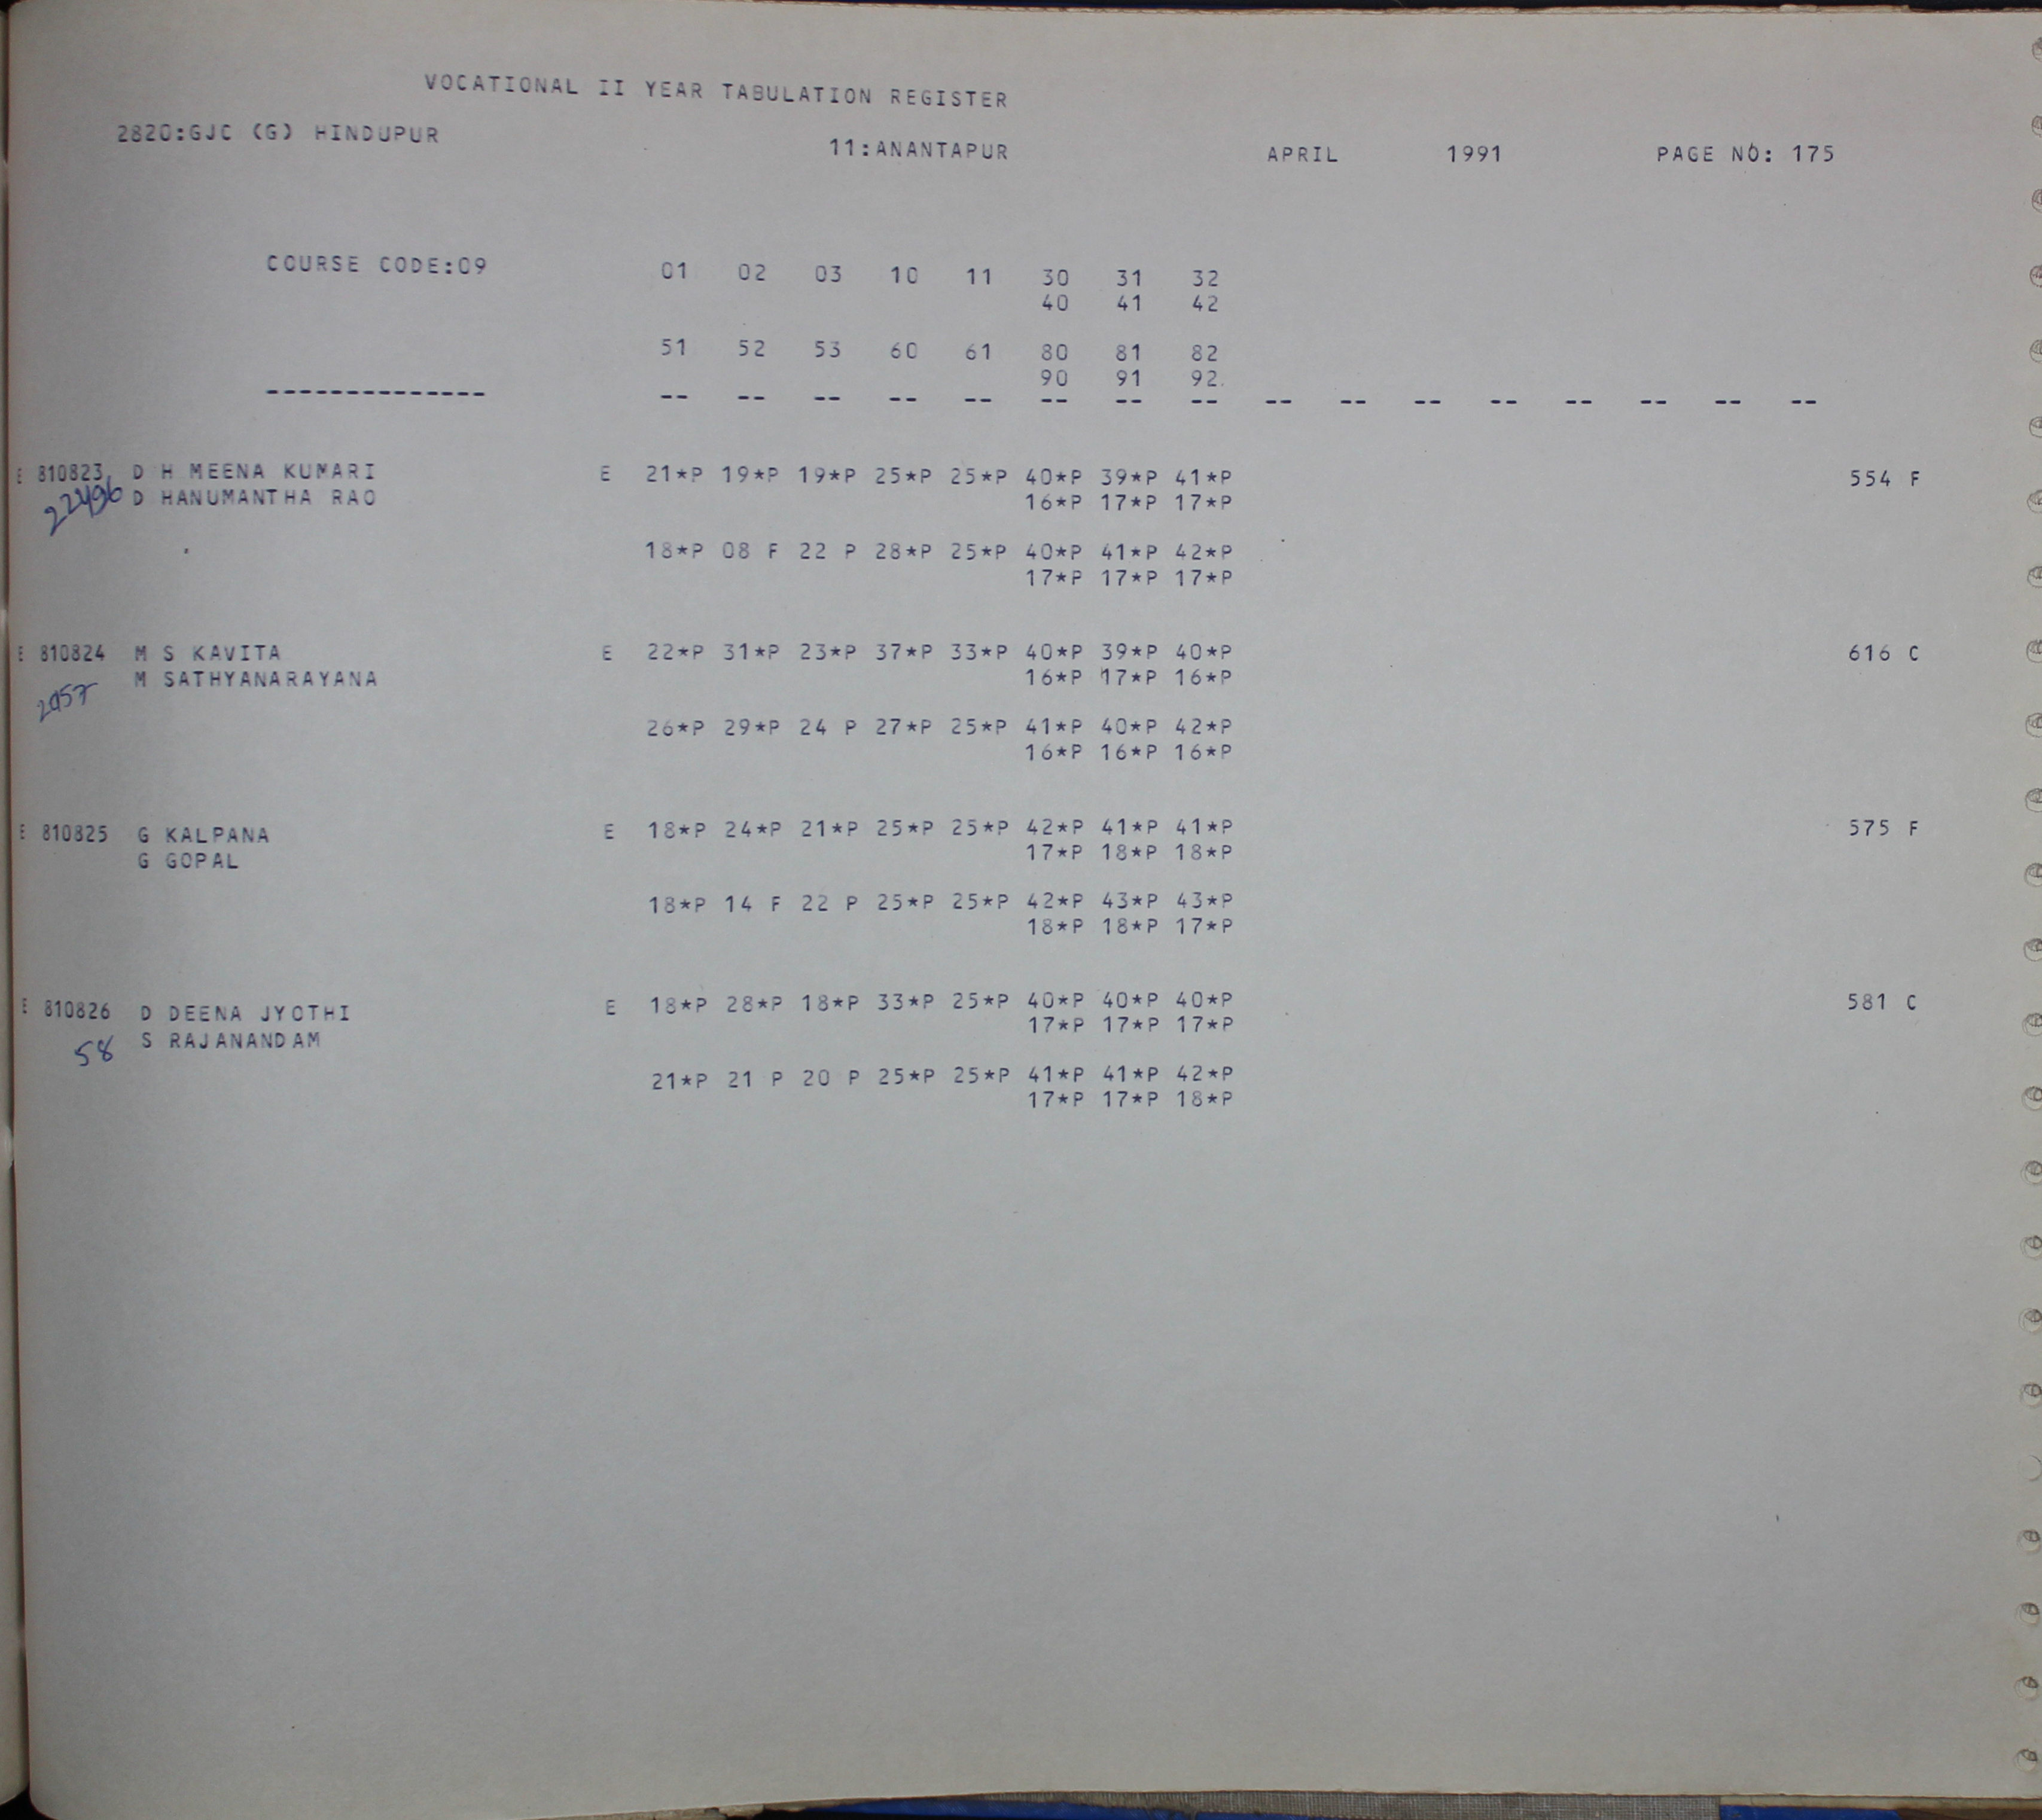 VOCATIONAL II YEAR TABULATION REGISTER
2820:GJC (G) HINDUPUR 11:ANANTAPUR APRIL 1991 PAGE NO: 175
COURSE CODE:09 01 02 03 10 11 30 31 32
40 41 42
51 52 53 60 61 80 81 82
90 91 92
-------------- -- -- -- -- -- -- -- -- -- -- -- -- -- -- -- --
E 810823 D H MEENA KUMARI E 21*P 19*P 19*P 25*P 25*P 40*P 39*P 41*P 554 F
D HANUMANTHA RAO 16*P 17*P 17*P
18*P 08 F 22 P 28*P 25*P 40*P 41*P 42*P
17*P 17*P 17*P
E 810824 M S KAVITA E 22*P 31*P 23*P 37*P 33*P 40*P 39*P 40*P 616 C
M SATHYANARAYANA 16*P 17*P 16*P
26*P 29*P 24 P 27*P 25*P 41*P 40*P 42*P
16*P 16*P 16*P
E 810825 G KALPANA E 18*P 24*P 21*P 25*P 25*P 42*P 41*P 41*P 575 F
G GOPAL 17*P 18*P 18*P
18*P 14 F 22 P 25*P 25*P 42*P 43*P 43*P
18*P 18*P 17*P
E 810826 D DEENA JYOTHI E 18*P 28*P 18*P 33*P 25*P 40*P 40*P 40*P 581 C
58 S RAJANANDAM 17*P 17*P 17*P
21*P 21 P 20 P 25*P 25*P 41*P 41*P 42*P
17*P 17*P 18*P